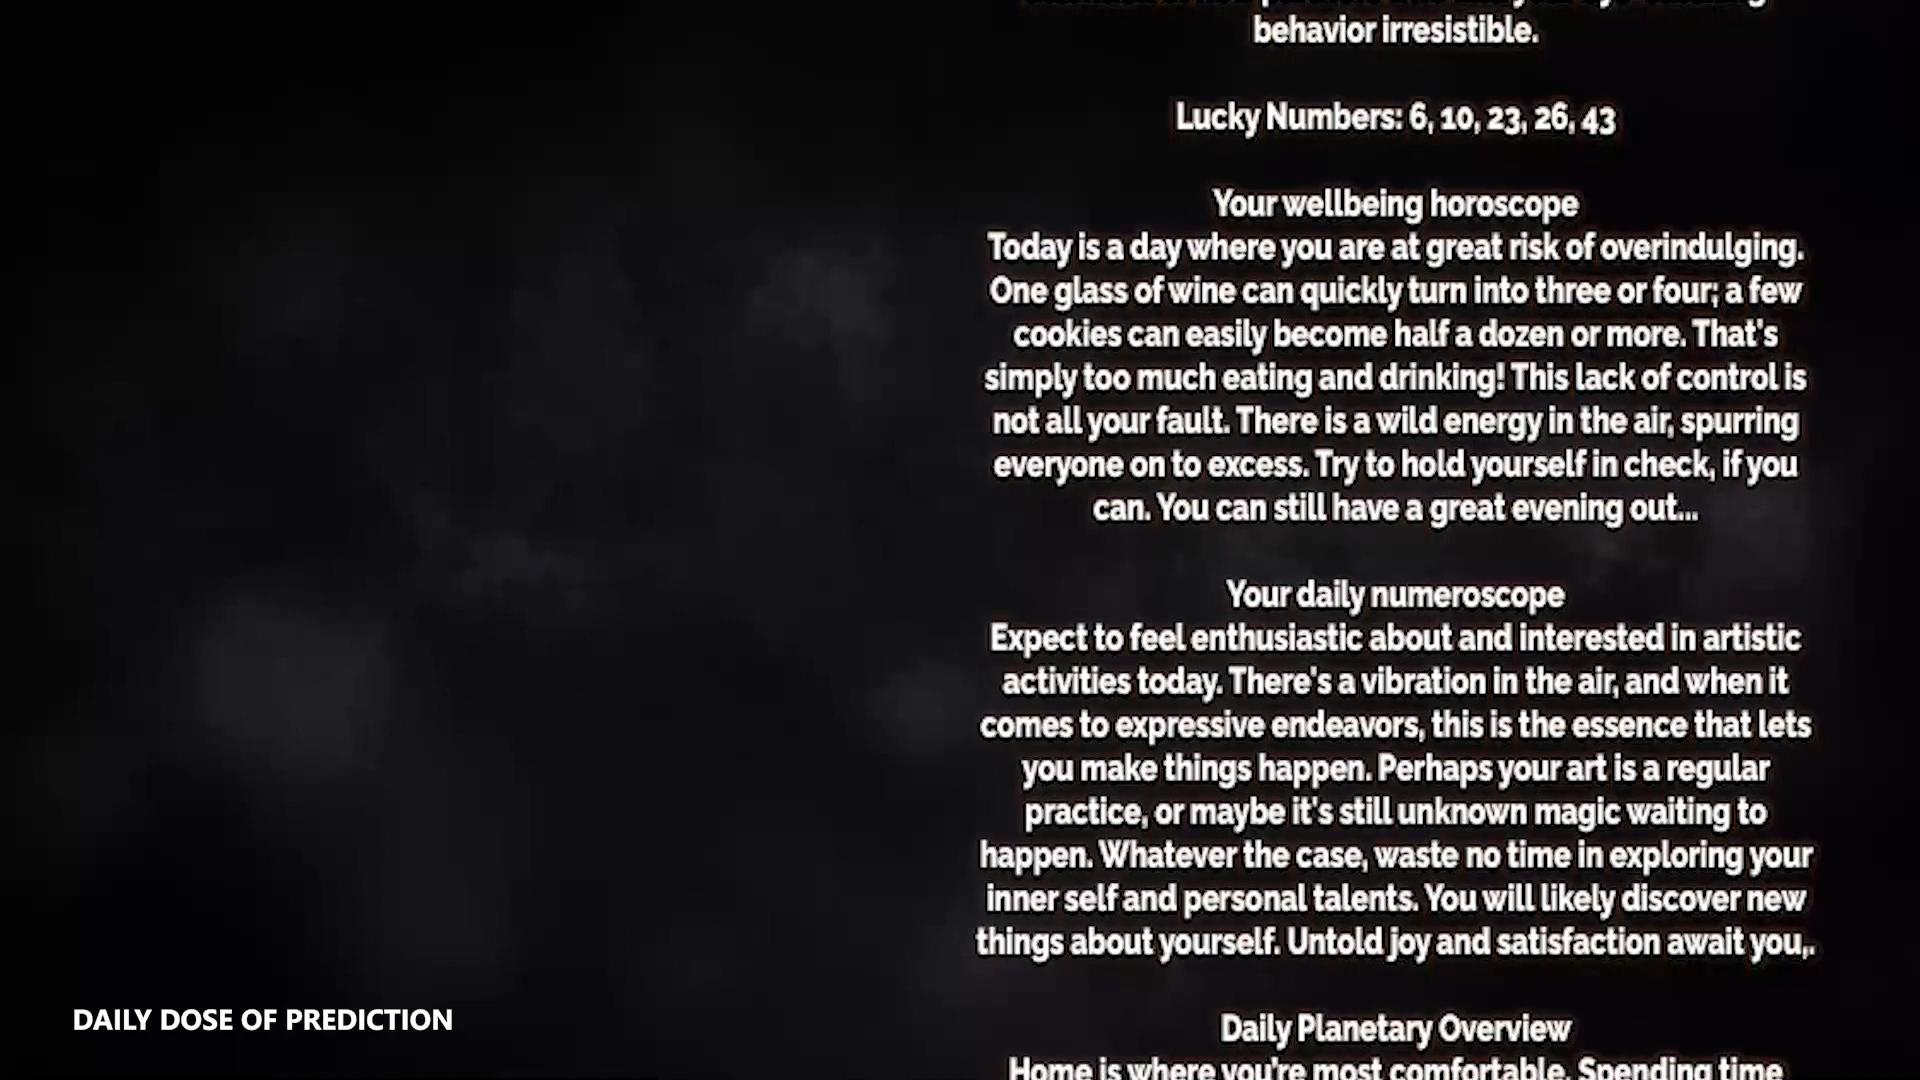 behavior irresistible.
Lucky Numbers: 6, 10, 23, 26, 43
Your wellbeing horoscope
Today is a day where you are at great risk of overindulging.
One glass of wine can quickly turn into three or four; a few
cookies can easily become half a dozen or more. That's
simply too much eating and drinking! This lack of control is
not all your fault. There is a wild energy in the air, spurring
everyone on to excess. Try to hold yourself in check, if you
can. You can still have a great evening out...
Your daily numeroscope
Expect to feel enthusiastic about and interested in artistic
activities today. There's a vibration in the air, and when it
comes to expressive endeavors, this is the essence that lets
you make things happen. Perhaps your art is a regular
practice, or maybe it's still unknown magic waiting to
happen. Whatever the case, waste no time in exploring your
inner self and personal talents. You will likely discover new
things about yourself. Untold joy and satisfaction await you,.
Daily Planetary Overview
Home is where you're most comfortable. Spending time
DAILY DOSE OF PREDICTION